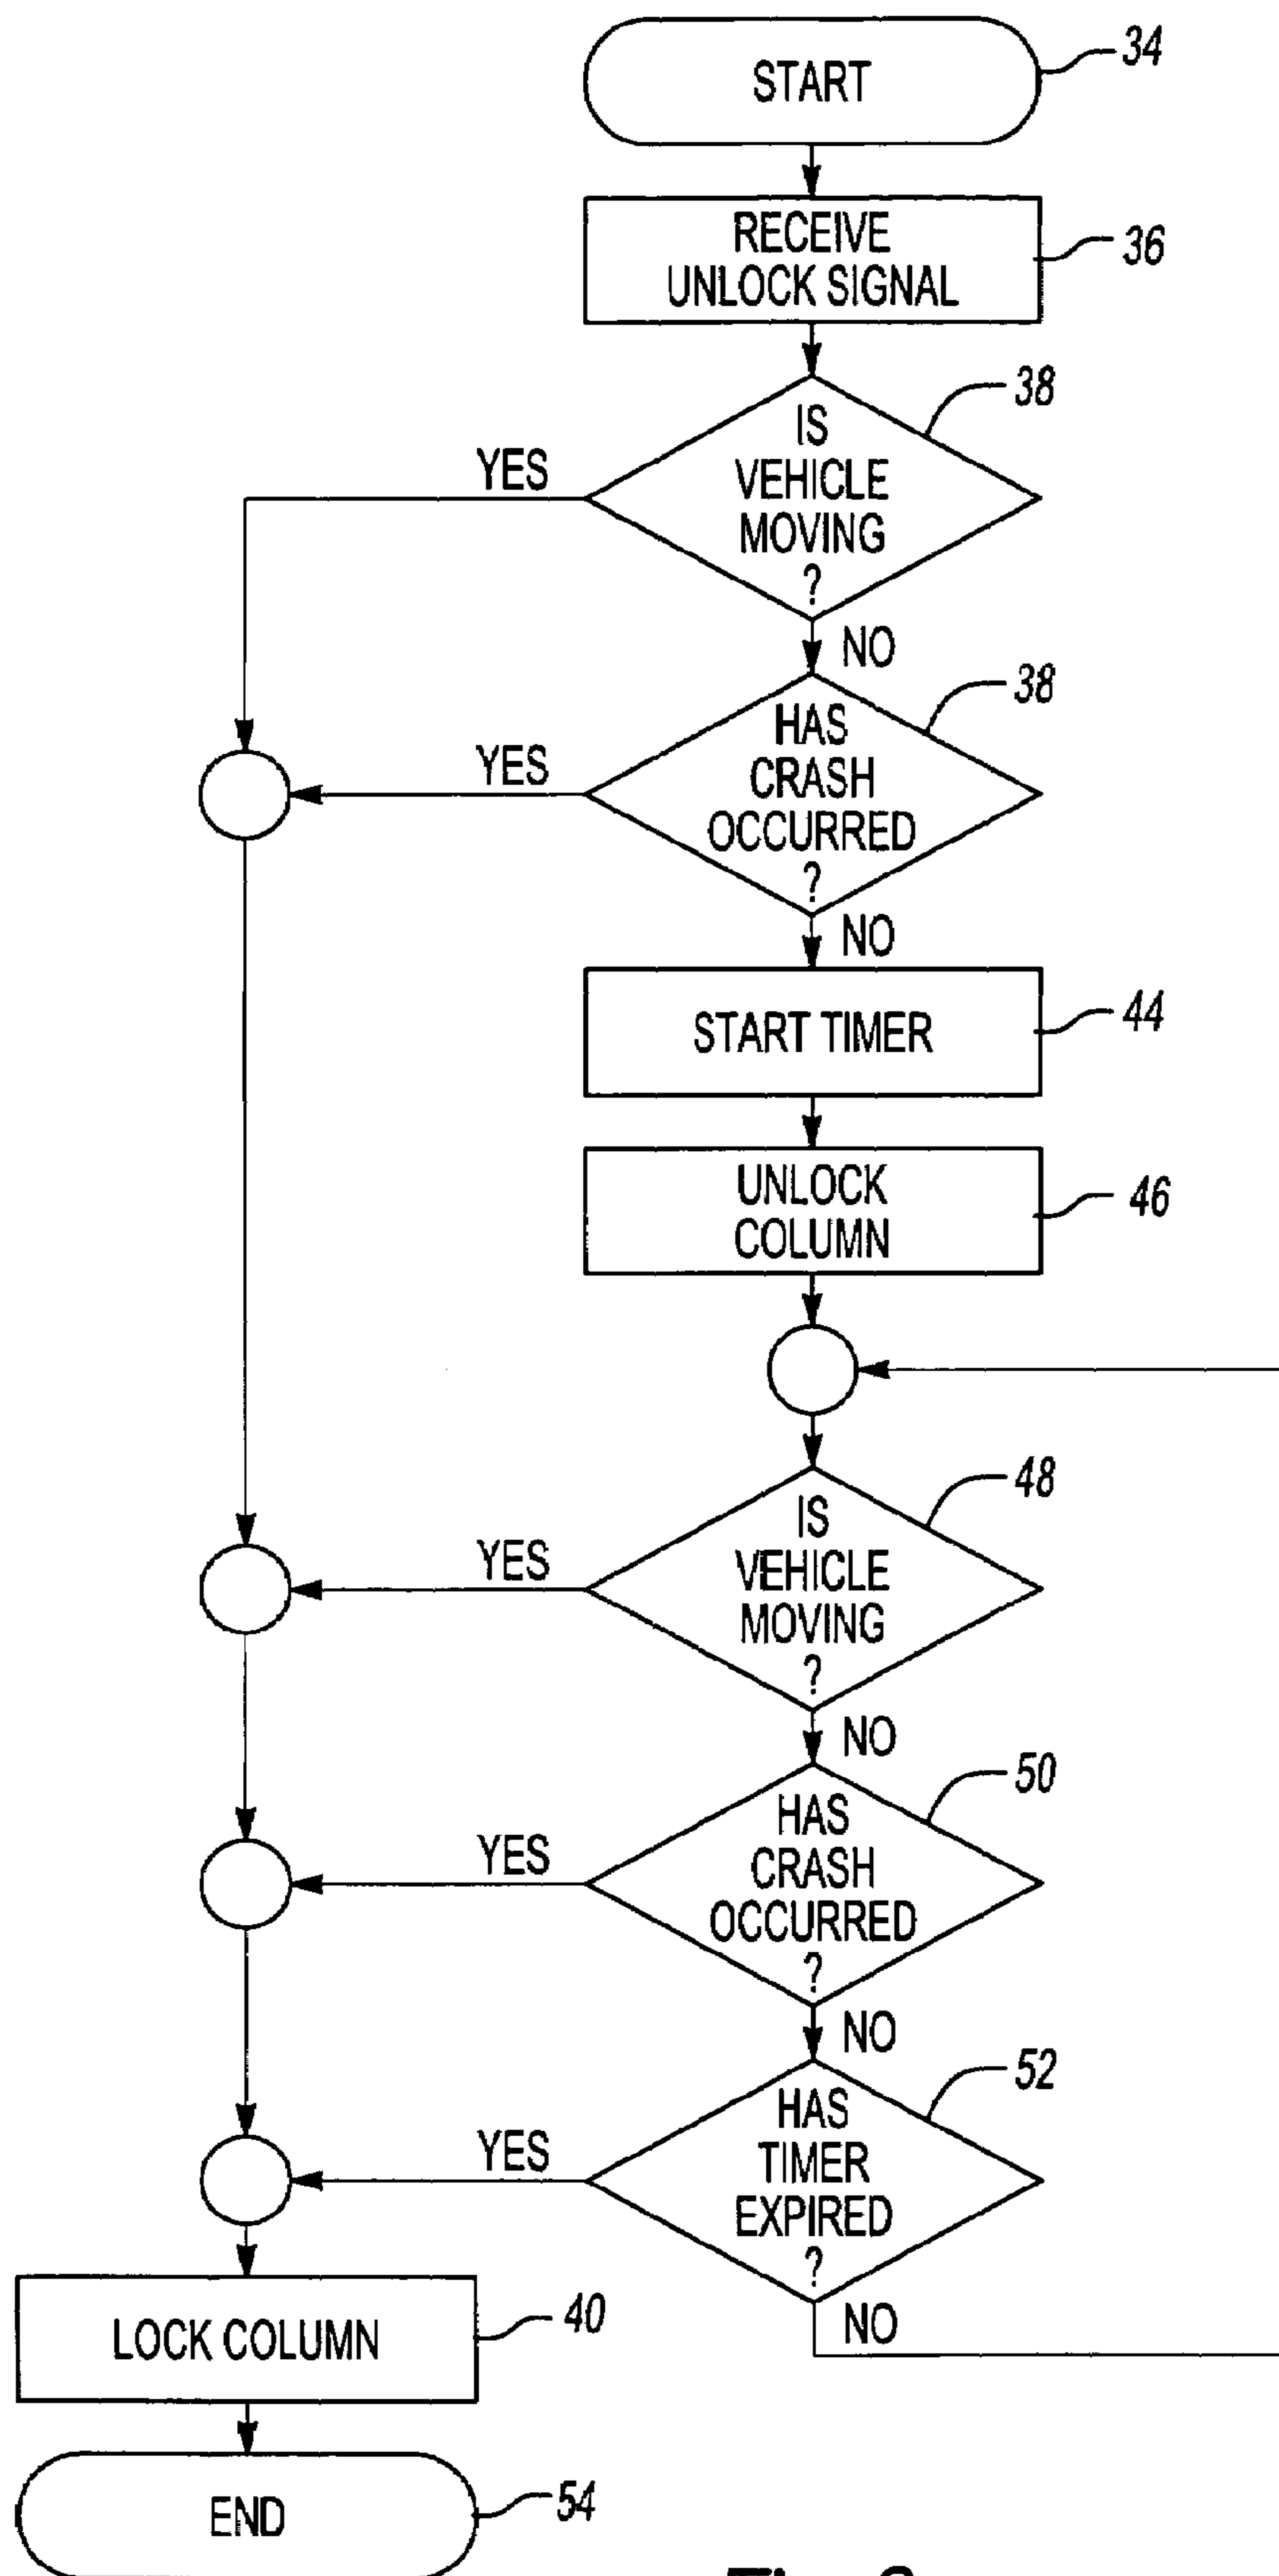 START
34
RECEIVE
UNLOCK SIGNAL
36
IS
VEHICLE
MOVING
?
38
YES
NO
HAS
CRASH
OCCURRED
?
38
YES
NO
START TIMER
44
UNLOCK
COLUMN
46
IS
VEHICLE
MOVING
?
48
YES
NO
HAS
CRASH
OCCURRED
?
50
YES
NO
HAS
TIMER
EXPIRED
?
52
YES
NO
LOCK COLUMN
40
END
54